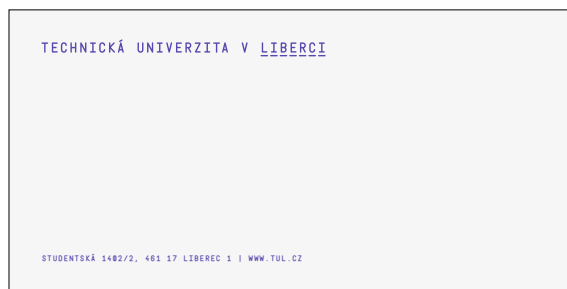 TECHNICKÁ UNIVERZITA V LIBERCI
STUDENTSKÁ 1402/2, 461 17 LIBEREC 1 | WWW.TUL.CZ